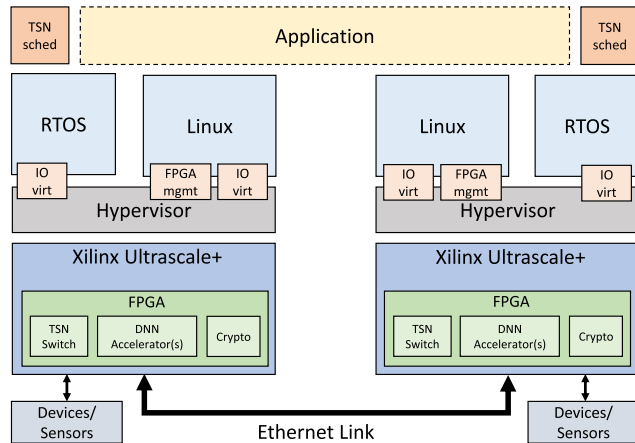 TSN
sched
Application
TSN
sched
RTOS
Linux
Linux
RTOS
IO
virt
FPGA
mgmt
IO
virt
IO
virt
FPGA
mgmt
IO
virt
Hypervisor
Hypervisor
Xilinx Ultrascale+
Xilinx Ultrascale+
FPGA
FPGA
TSN
Switch
DNN
Accelerator(s)
Crypto
TSN
Switch
DNN
Accelerator(s)
Crypto
Devices/
Sensors
Ethernet Link
Devices/
Sensors